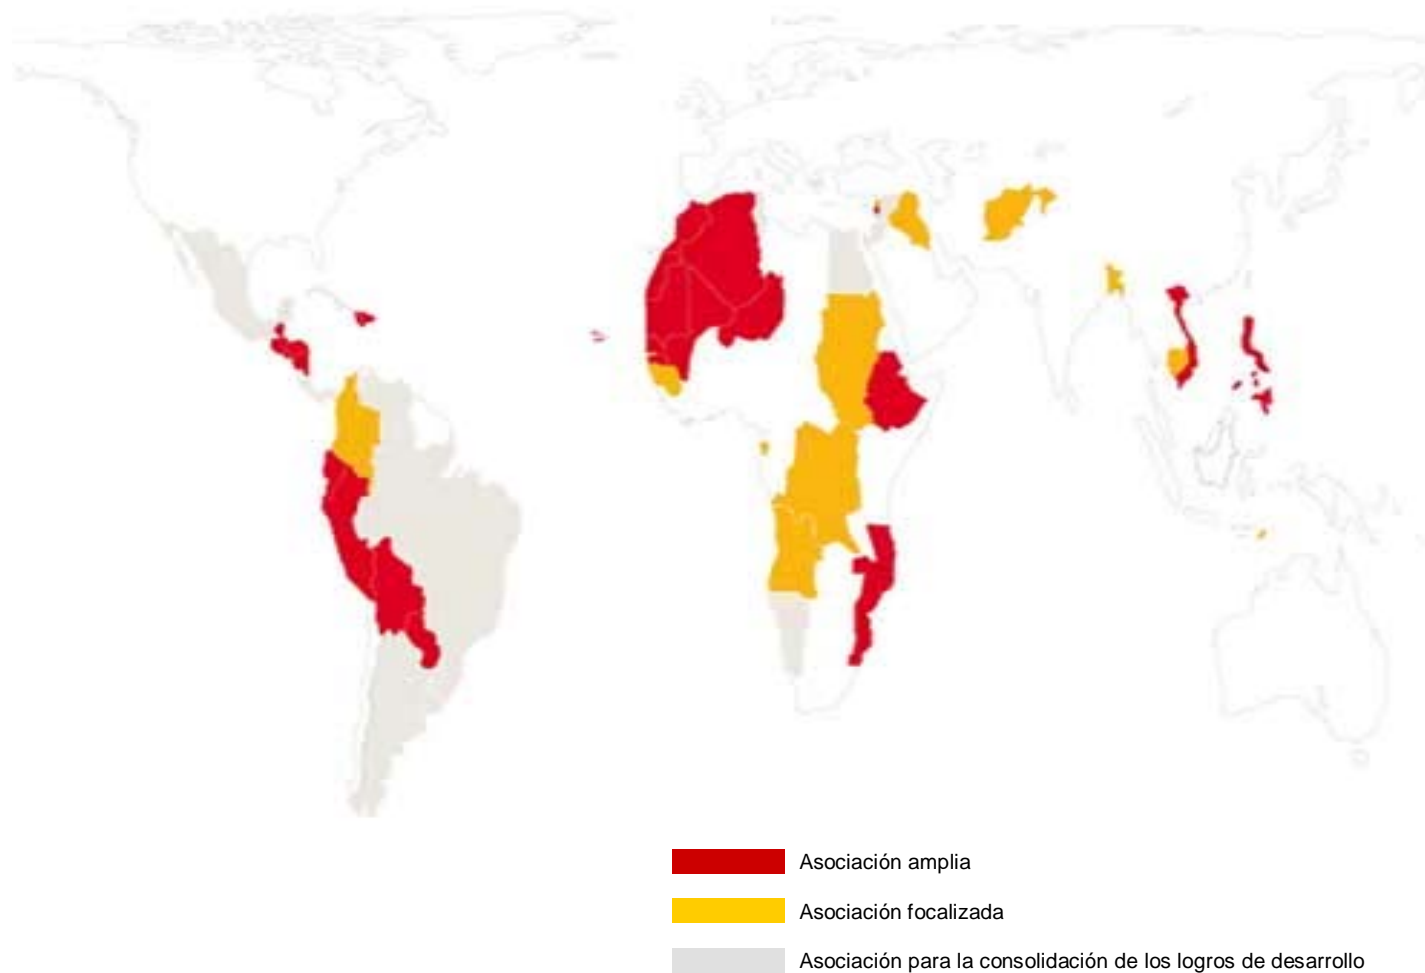 Asociación amplia
Asociación focalizada
Asociación para la consolidación de los logros de desarrollo